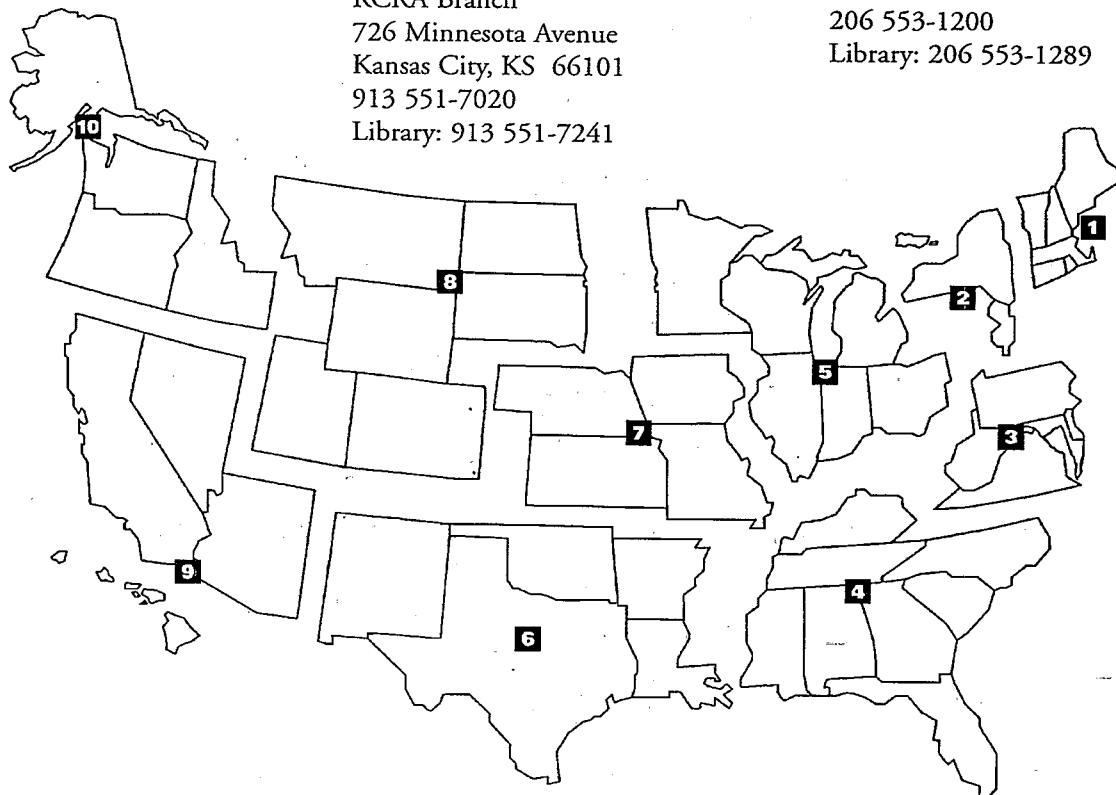 RCRA Branch
726 Minnesota Avenue
Kansas City, KS 66101
913 551-7020
Library: 913 551-7241
206 553-1200
Library: 206 553-1289
10
1
8
2
5
7
3
9
4
6